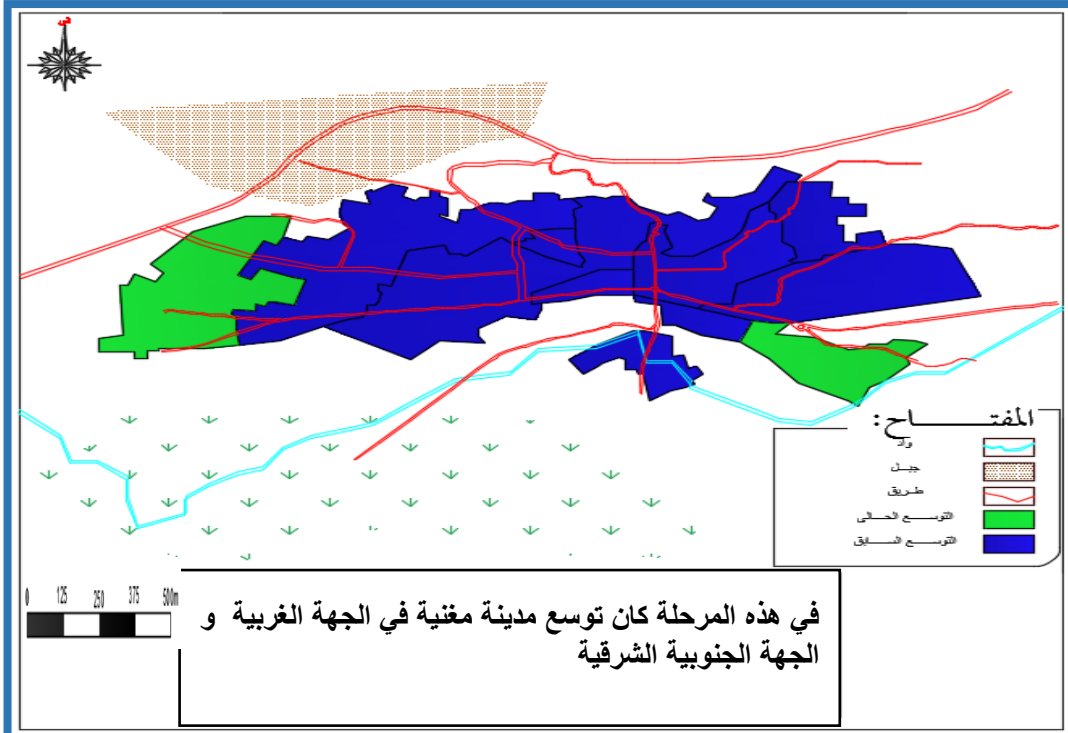 المفتاح:
واد
جبل
طريق
التوسع الحالى
التوسع السابق
0 125 250 375 500m
في هذه المرحلة كان توسع مدينة مغنية في الجهة الغربية و
الجهة الجنوبية الشرقية